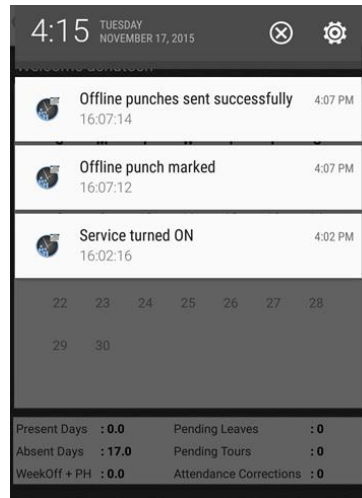 4:15 TUESDAY
NOVEMBER 17, 2015
Offline punches sent successfully 4:07 PM
16:07:14
Offline punch marked 4:07 PM
16:07:12
Service turned ON 4:02 PM
16:02:16
22 23 24 25 26 27 28
29 30
Present Days : 0.0 Pending Leaves : 0
Absent Days : 17.0 Pending Tours : 0
WeekOff + PH : 0.0 Attendance Corrections : 0